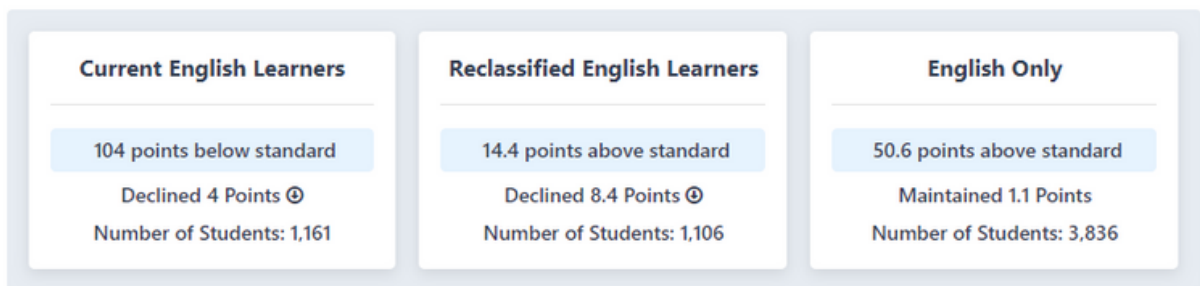 Current English Learners
104 points below standard
Declined 4 Points
Number of Students: 1,161
Reclassified English Learners
14.4 points above standard
Declined 8.4 Points
Number of Students: 1,106
English Only
50.6 points above standard
Maintained 1.1 Points
Number of Students: 3,836